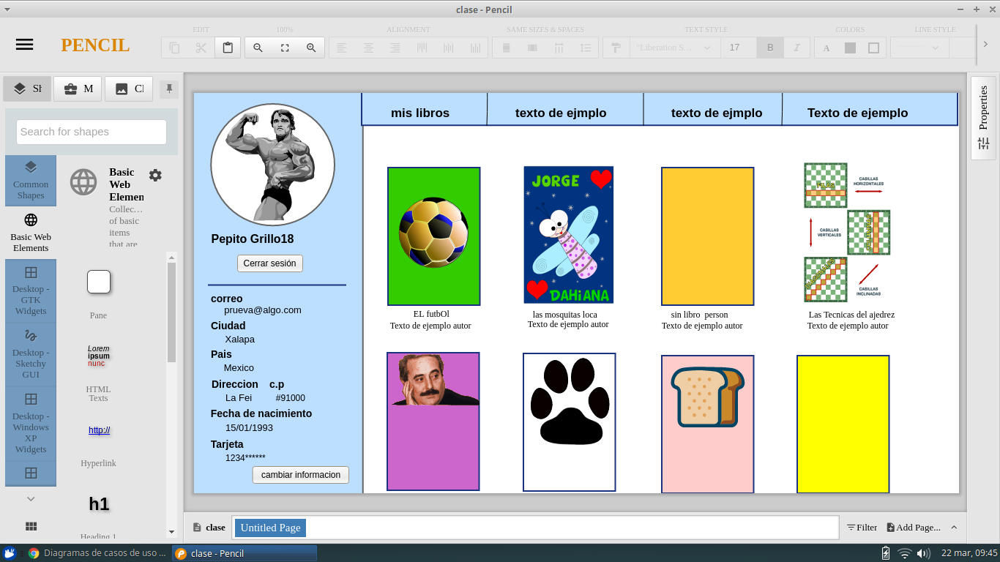 clase - Pencil
EDIT
100%
ALIGNMENT
SAME SIZES & SPACES
TEXT STYLE
COLORS
LINE STYLE
PENCIL
"Liberation S...
17
B
I
A
Sł
M
Cl
Search for shapes
Common
Shapes
Basic Web
Elements
Desktop -
GTK
Widgets
Desktop -
Sketchy
GUI
Desktop -
Windows
XP
Widgets
Basic
Web
Elemen
Collec...
of basic
items
that are
Pane
Lorem
ipsum
nunc
HTML
Texts
http://
Hyperlink
h1
Heading 1
Pepito Grillo18
Cerrar sesión
correo
prueva@algo.com
Ciudad
Xalapa
Pais
Mexico
Direccion c.p
La Fei #91000
Fecha de nacimiento
15/01/1993
Tarjeta
1234******
cambiar informacion
mis libros
texto de ejmplo
texto de ejmplo
Texto de ejemplo
JORGE
DAHiANA
FILAS
CASILLAS
HORIZONTALES
CASILLAS
VERTICALES
COLUMNAS
DIAGONALES
CASILLAS
INCLINADAS
EL futbOl
Texto de ejemplo autor
las mosquitas loca
Texto de ejemplo autor
sin libro person
Texto de ejemplo autor
Las Tecnicas del ajedrez
Texto de ejemplo autor
Properties
clase
Untitled Page
Filter
Add Page...
Diagramas de casos de uso ...
clase - Pencil
22 mar, 09:45